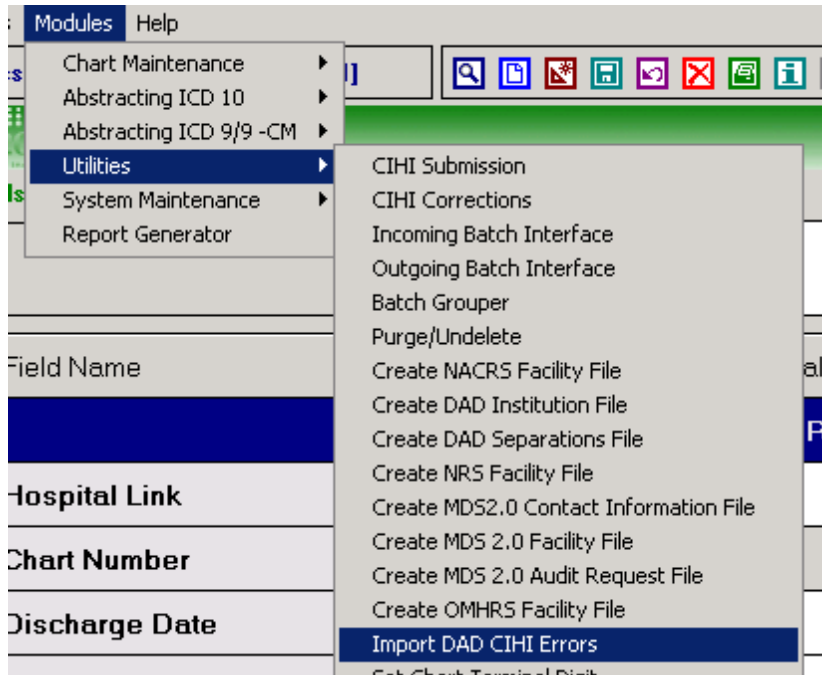 Modules Help
Chart Maintenance
Abstracting ICD 10
Abstracting ICD 9/9 -CM
Utilities
System Maintenance
Report Generator
CIHI Submission
CIHI Corrections
Incoming Batch Interface
Outgoing Batch Interface
Batch Grouper
Purge/Undelete
Create NACRS Facility File
Create DAD Institution File
Create DAD Separations File
Create NRS Facility File
Create MDS2.0 Contact Information File
Create MDS 2.0 Facility File
Create MDS 2.0 Audit Request File
Create OMHRS Facility File
Import DAD CIHI Errors
Set Chart Terminal Digit
Field Name
Hospital Link
Chart Number
Discharge Date